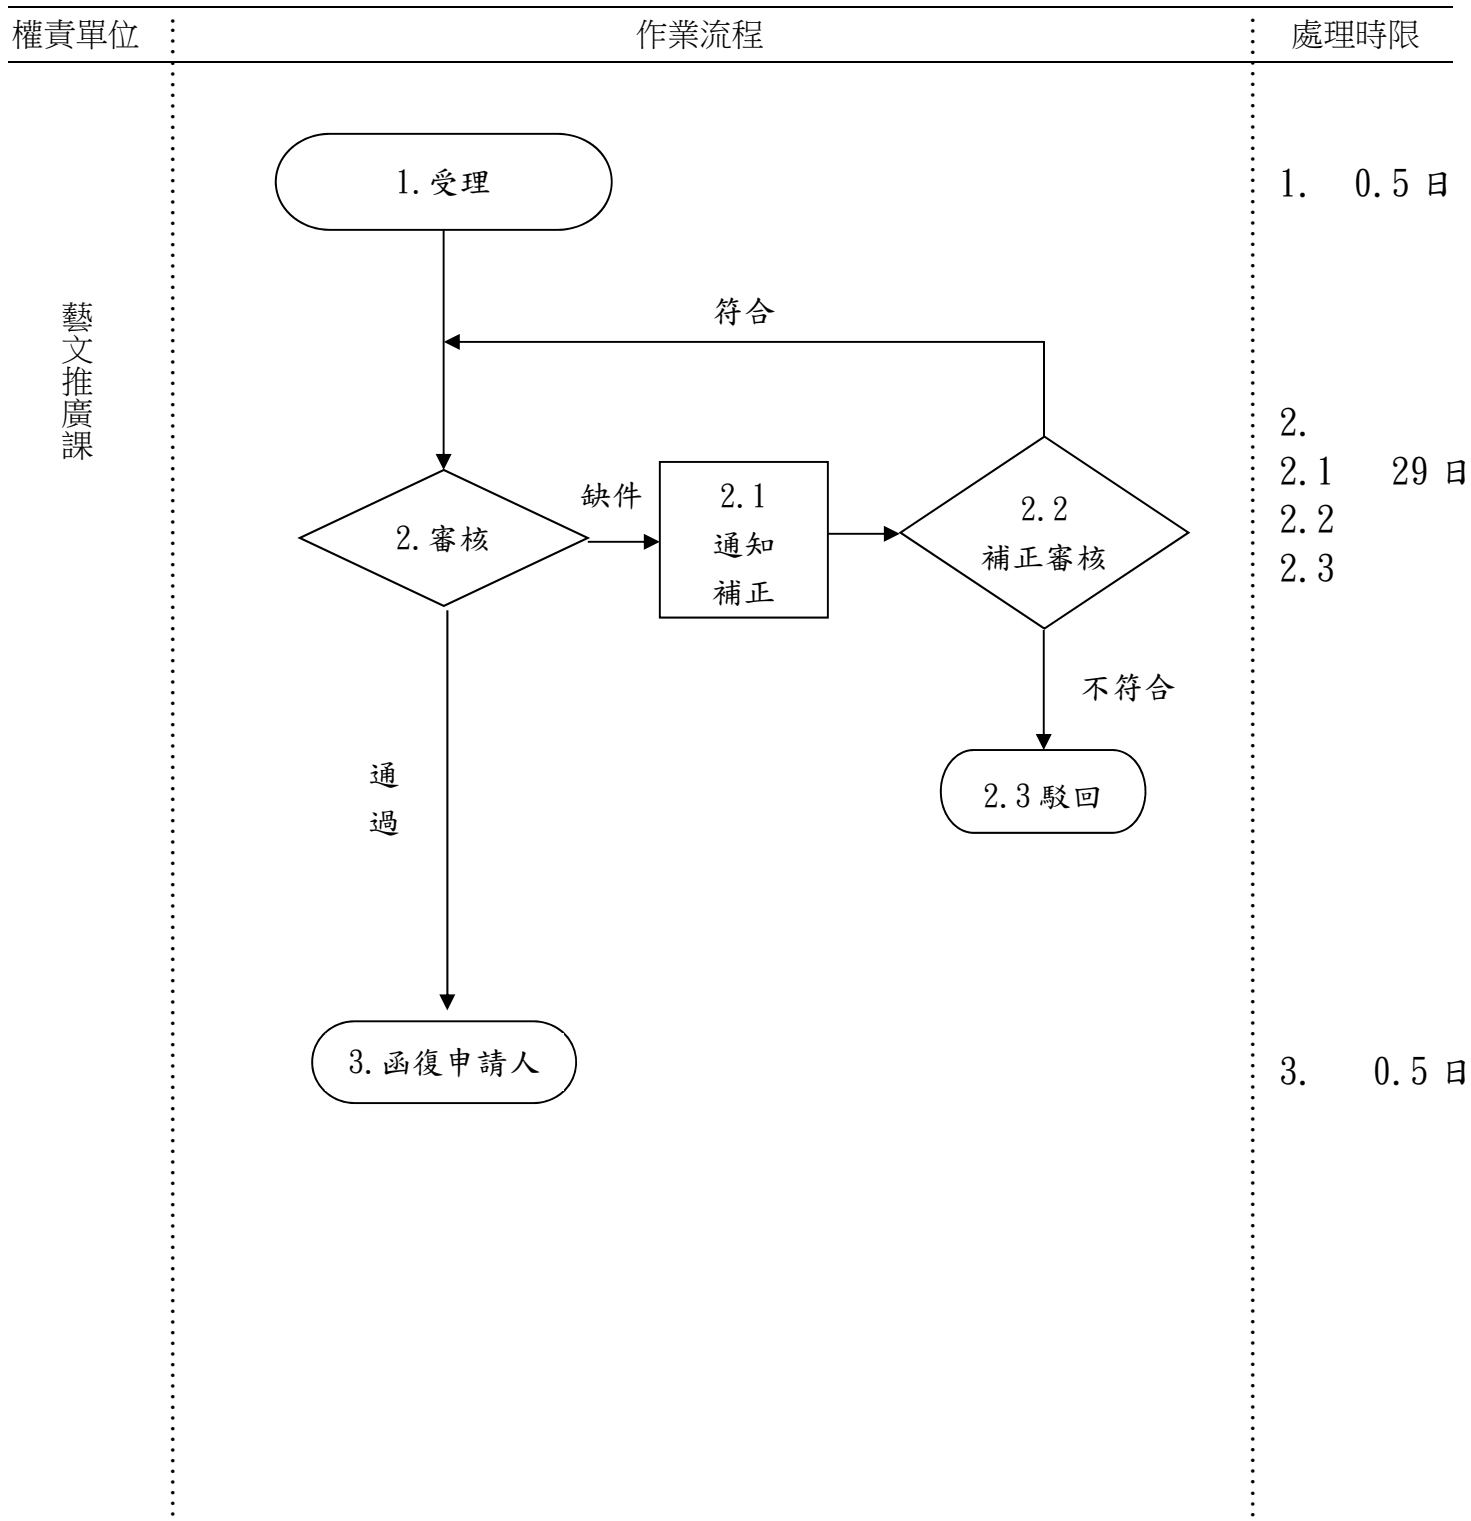 權責單位
作業流程
處理時限
1.受理
1. 0.5 日
符合
藝文推廣課
2.
2.1 29 日
2.2
2.3
2.審核
缺件
2.1
通知
補正
2.2
補正審核
不符合
通
過
2.3 駁回
3.函復申請人
3. 0.5 日